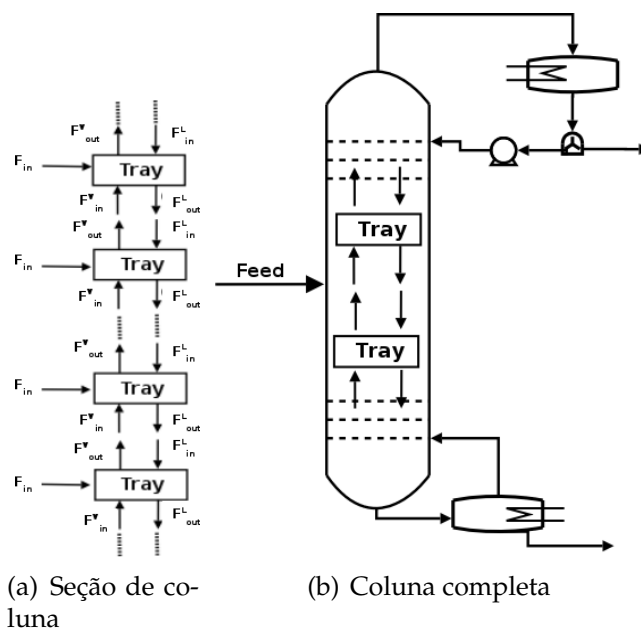 F^V_out F^L_in
F_in Tray
F^V_in F^L_out
F^V_out F^L_in
F_in Tray
F^V_in F^L_out
F^V_out F^L_in
F_in Tray
F^V_in F^L_out
F^V_out F^L_in
F_in Tray
F^V_in F^L_out
Feed
Tray
Tray
(a) Seção de co-
luna
(b) Coluna completa